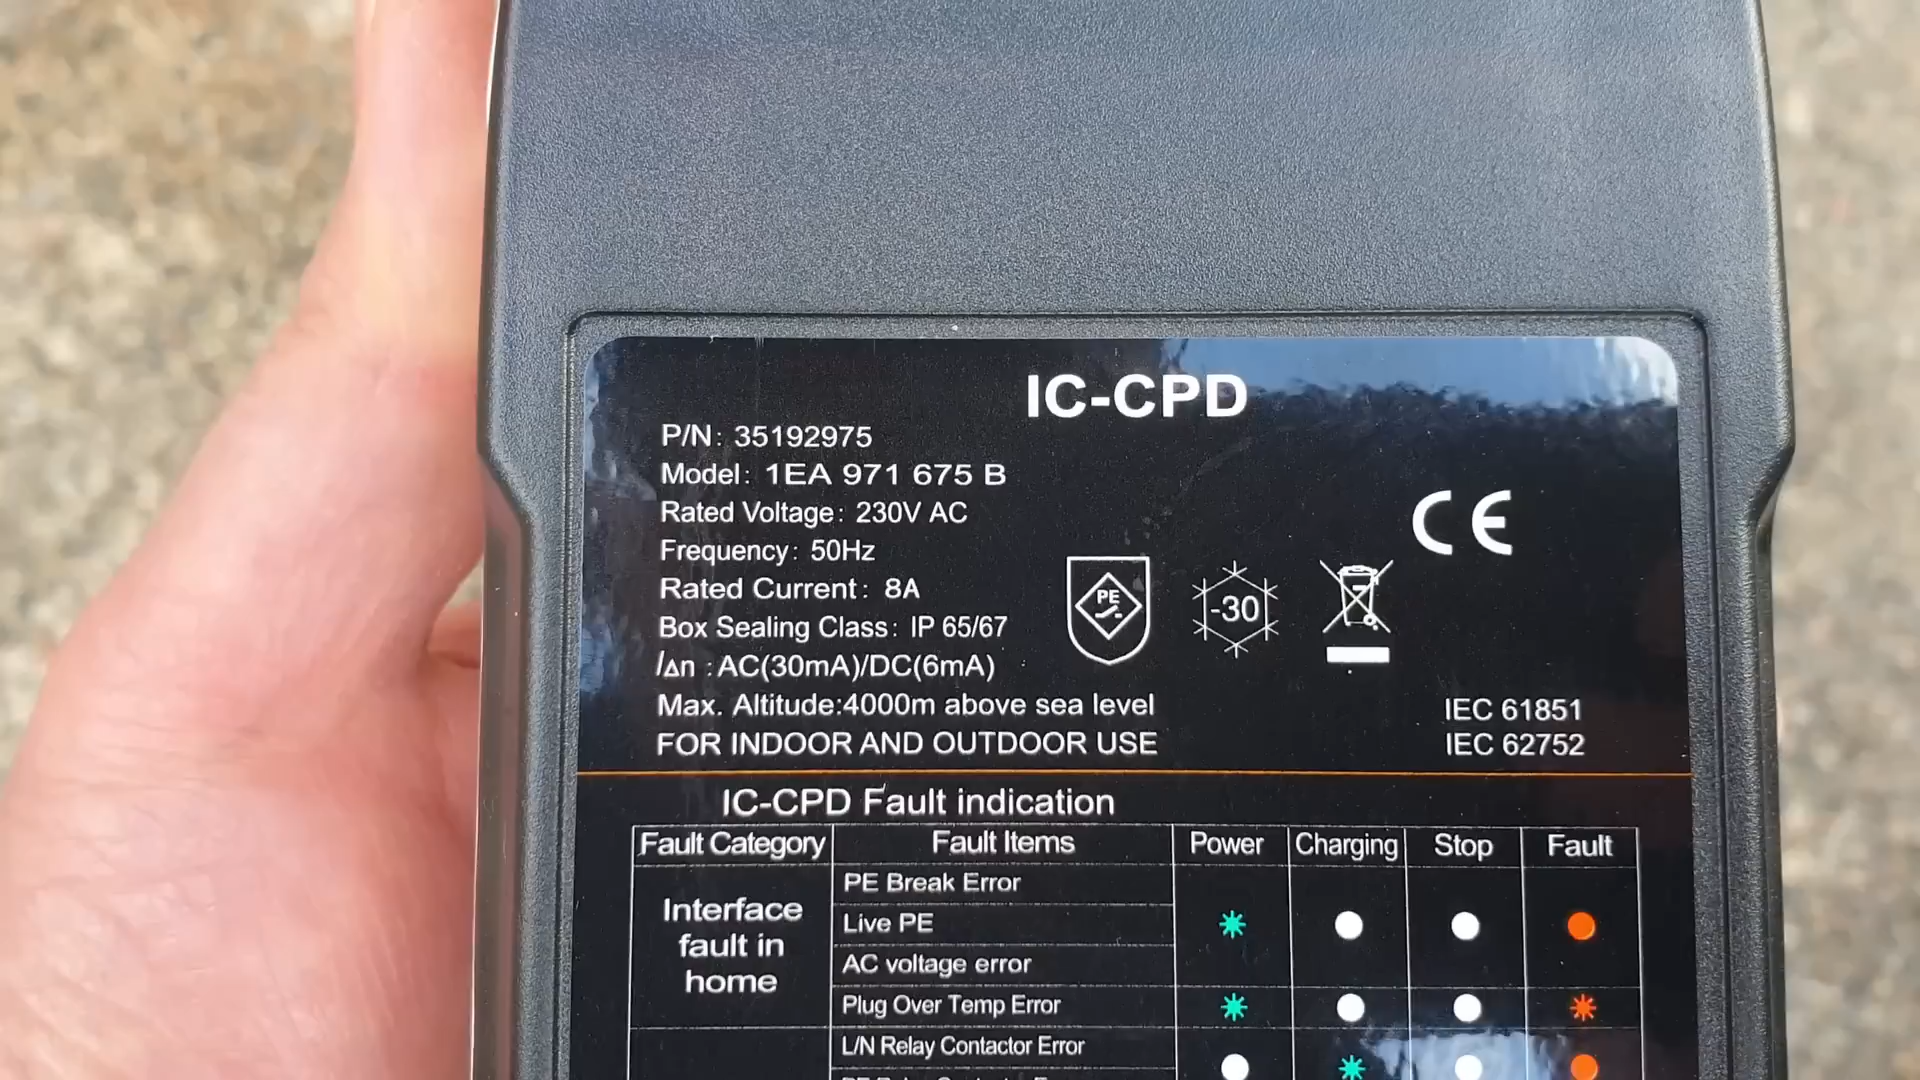 IC-CPD
P/N: 35192975
Model: 1EA 971 675 B
Rated Voltage: 230V AC
Frequency: 50Hz
Rated Current: 8A
Box Sealing Class: IP 65/67
IΔn :AC(30mA)/DC(6mA)
Max. Altitude:4000m above sea level
FOR INDOOR AND OUTDOOR USE
PE
-30
CE
IEC 61851
IEC 62752
IC-CPD Fault indication
Fault Category Fault Items Power Charging Stop Fault
Interface fault in home
PE Break Error
Live PE
AC voltage error
Plug Over Temp Error
L/N Relay Contactor Error